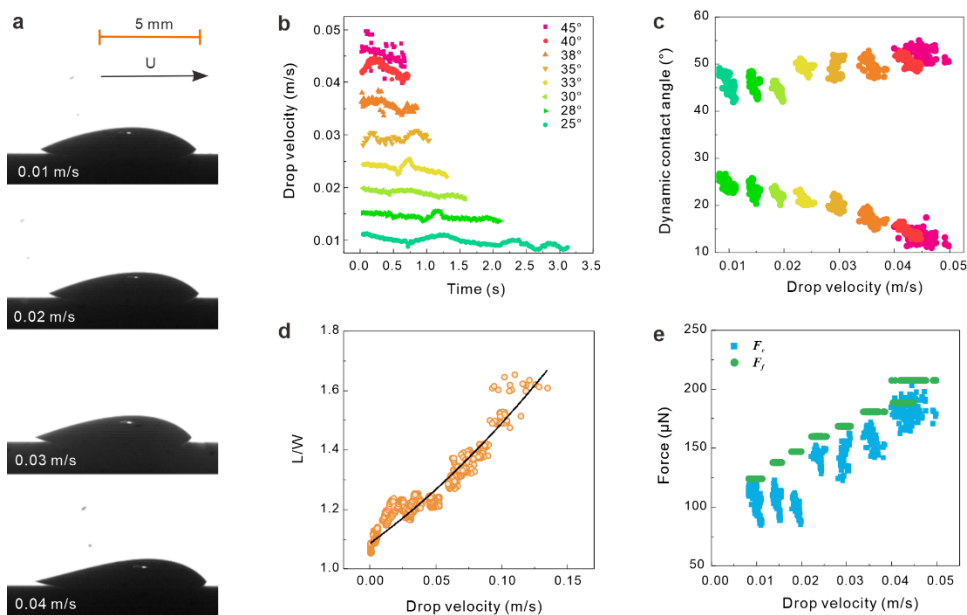 a
5 mm
U
0.01 m/s
0.02 m/s
0.03 m/s
0.04 m/s
b
Drop velocity (m/s)
0.05
0.04
0.03
0.02
0.01
0.0 0.5 1.0 1.5 2.0 2.5 3.0 3.5
Time (s)
45°
40°
38°
35°
33°
30°
28°
25°
c
Dynamic contact angle (°)
60
50
40
30
20
10
0.01 0.02 0.03 0.04 0.05
Drop velocity (m/s)
d
L/W
1.8
1.6
1.4
1.2
1.0
0.00 0.05 0.10 0.15
Drop velocity (m/s)
e
Force (µN)
250
200
150
100
50
F_c
F_f
0.00 0.01 0.02 0.03 0.04 0.05
Drop velocity (m/s)